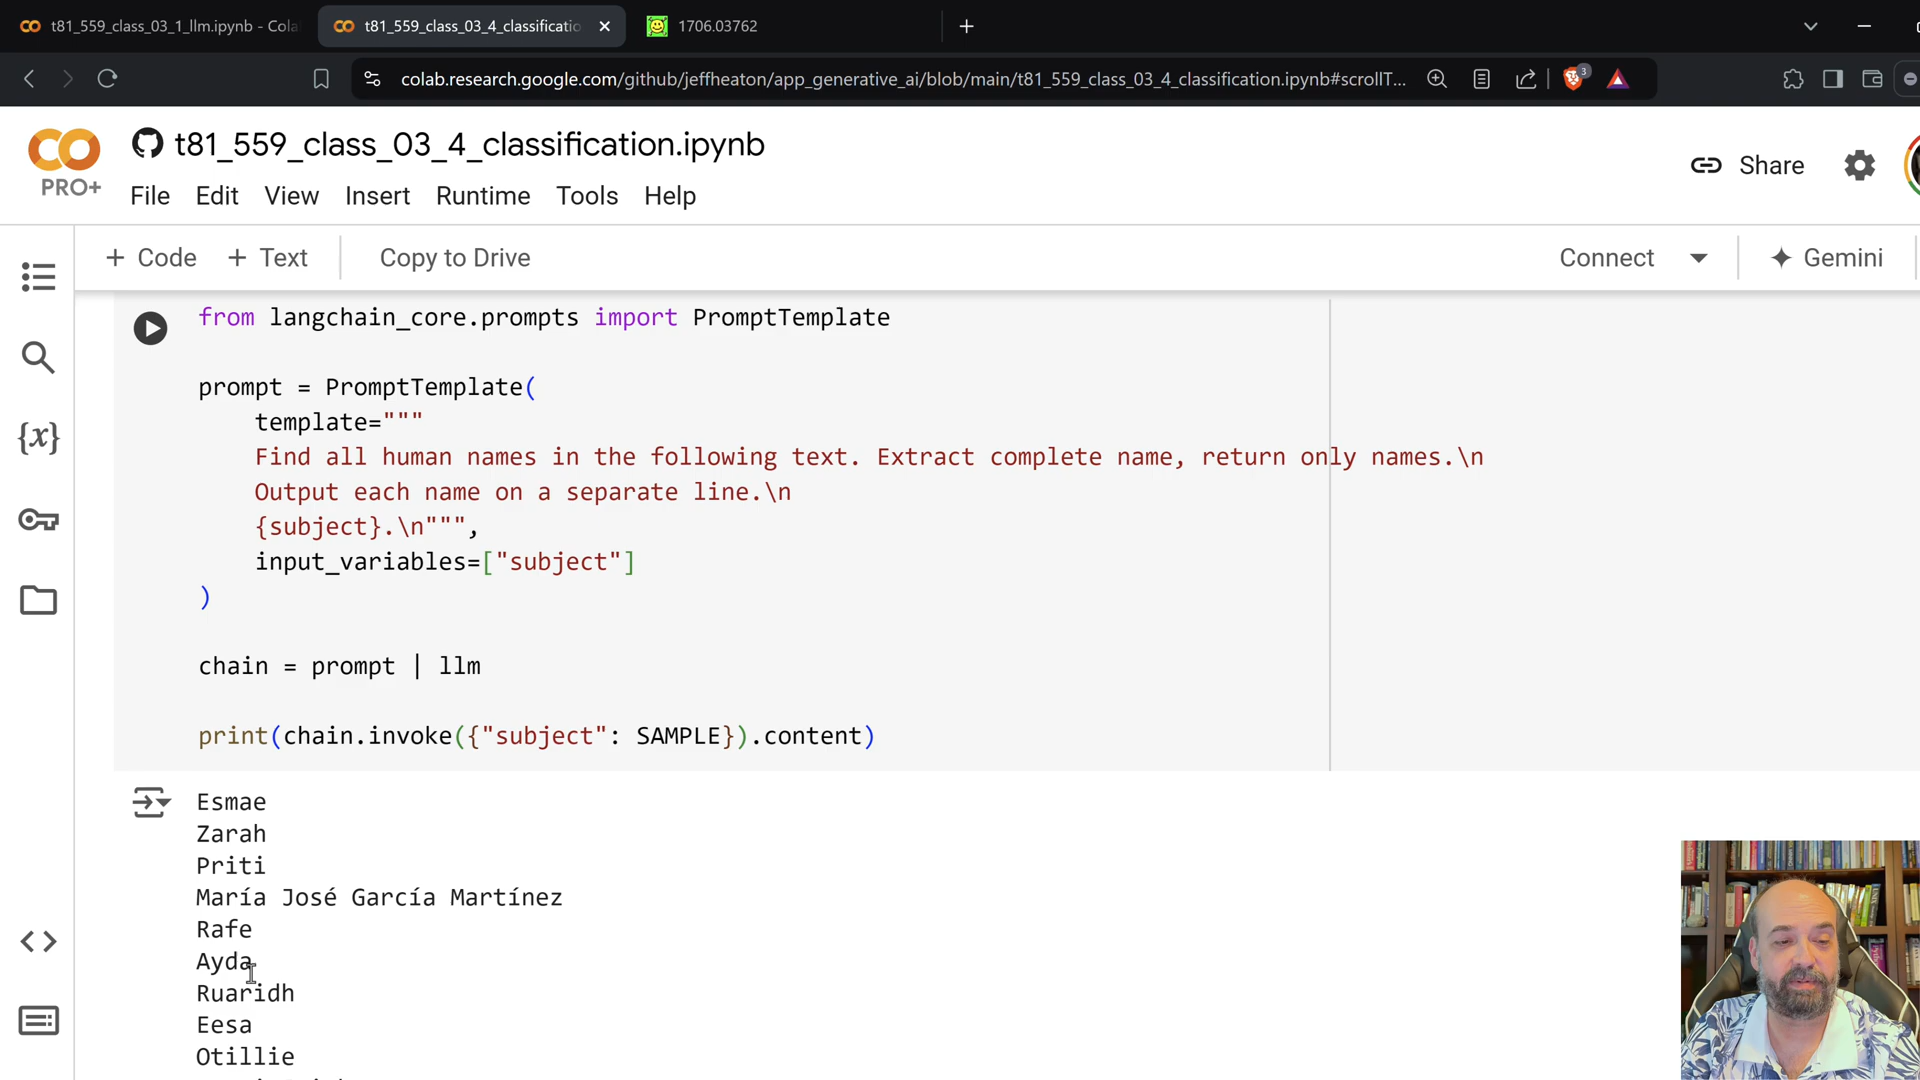 t81_559_class_03_1_llm.ipynb - Cola
t81_559_class_03_4_classificatio
1706.03762
colab.research.google.com/github/jeffheaton/app_generative_ai/blob/main/t81_559_class_03_4_classification.ipynb#scrollT...
3
PRO+
t81_559_class_03_4_classification.ipynb
File Edit View Insert Runtime Tools Help
Share
+ Code + Text Copy to Drive
Connect
Gemini
{x}
from langchain_core.prompts import PromptTemplate
prompt = PromptTemplate(
template="""
Find all human names in the following text. Extract complete name, return only names.\n
Output each name on a separate line.\n
{subject}.\n""",
input_variables=["subject"]
)
chain = prompt | llm
print(chain.invoke({"subject": SAMPLE}).content)
Esmae
Zarah
Priti
María José García Martínez
Rafe
Ayda
Ruaridh
Eesa
Otillie